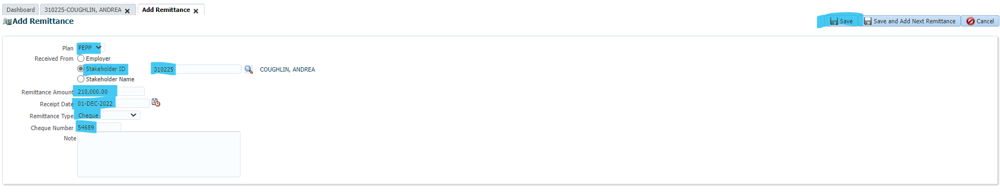 Dashboard 310225-COUGHLIN, ANDREA Add Remittance
Add Remittance Save Save and Add Next Remittance Cancel
Plan PEPP
Received From Employer
Stakeholder ID 310225 COUGHLIN, ANDREA
Stakeholder Name
Remittance Amount 210,000.00
Receipt Date 01-DEC-2022
Remittance Type Cheque
Cheque Number 54689
Note